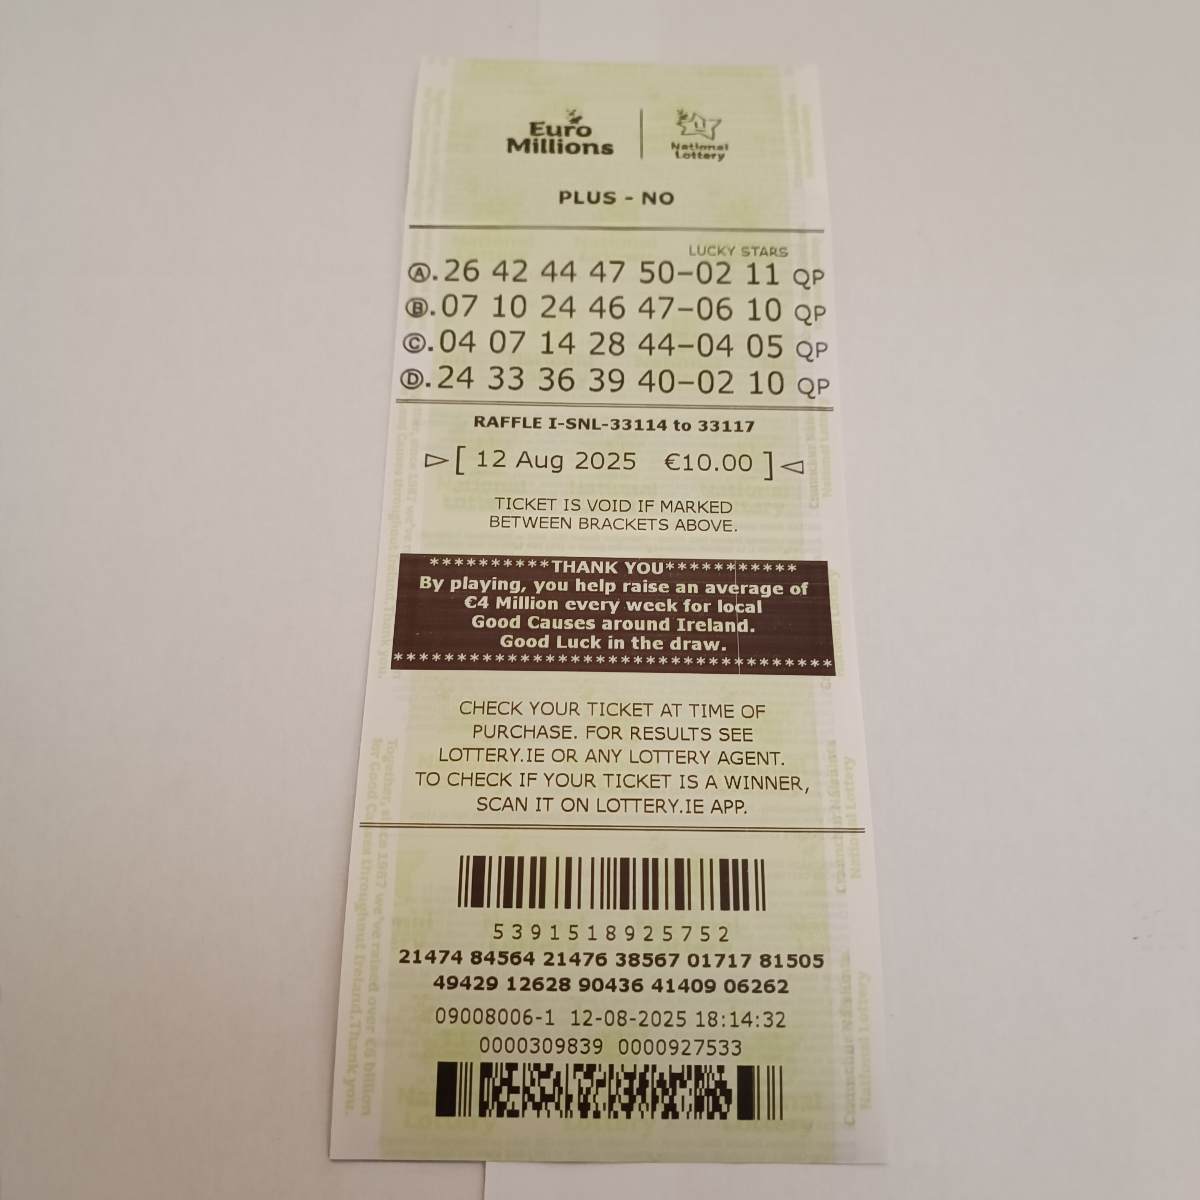 Euro
Millions
National
Lottery
PLUS - NO
LUCKY STARS
Ⓐ. 26 42 44 47 50-02 11 QP
Ⓑ. 07 10 24 46 47-06 10 QP
Ⓒ. 04 07 14 28 44-04 05 QP
Ⓓ. 24 33 36 39 40-02 10 QP
RAFFLE I-SNL-33114 to 33117
[ 12 Aug 2025 €10.00 ]
TICKET IS VOID IF MARKED
BETWEEN BRACKETS ABOVE.
**********THANK YOU***********
By playing, you help raise an average of
€4 Million every week for local
Good Causes around Ireland.
Good Luck in the draw.
***********************************
CHECK YOUR TICKET AT TIME OF
PURCHASE. FOR RESULTS SEE
LOTTERY.IE OR ANY LOTTERY AGENT.
TO CHECK IF YOUR TICKET IS A WINNER,
SCAN IT ON LOTTERY.IE APP.
5391518925752
21474 84564 21476 38567 01717 81505
49429 12628 90436 41409 06262
09008006-1 12-08-2025 18:14:32
0000309839 0000927533